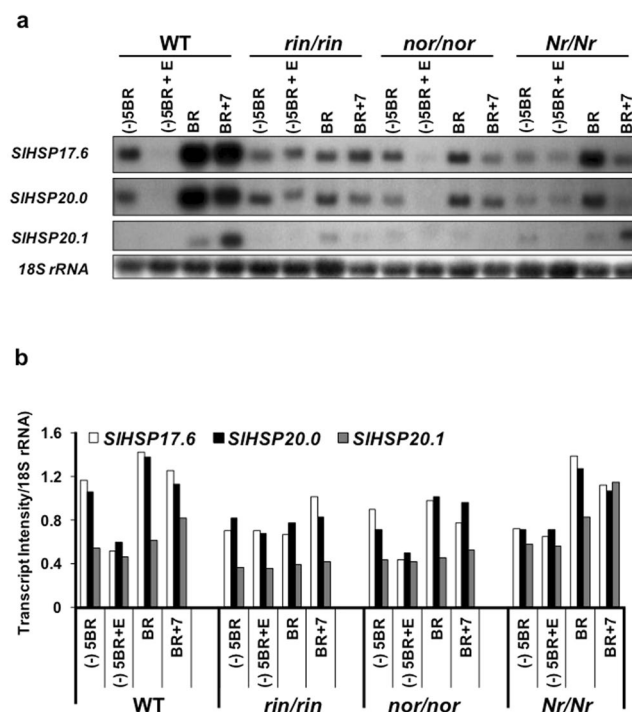 a
WT rin/rin nor/nor Nr/Nr
(-)5BR (-)5BR + E BR BR+7 (-)5BR (-)5BR + E BR BR+7 (-)5BR (-)5BR + E BR BR+7 (-)5BR (-)5BR + E BR BR+7
SlHSP17.6
SlHSP20.0
SlHSP20.1
18S rRNA
b
Transcript Intensity/18S rRNA)
1.6
1.2
0.8
0.4
0
SlHSP17.6 SlHSP20.0 SlHSP20.1
(-) 5BR (-) 5BR+E BR BR+7 (-) 5BR (-) 5BR+E BR BR+7 (-) 5BR (-) 5BR+E BR BR+7 (-) 5BR (-) 5BR+E BR BR+7
WT rin/rin nor/nor Nr/Nr